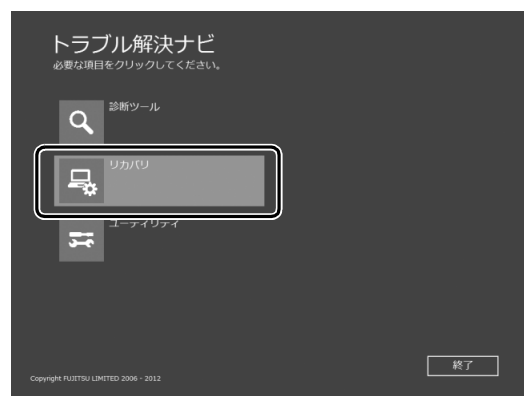 トラブル解決ナビ
必要な項目をクリックしてください。
診断ツール
リカバリ
ユーティリティ
終了
Copyright FUJITSU LIMITED 2006 - 2012